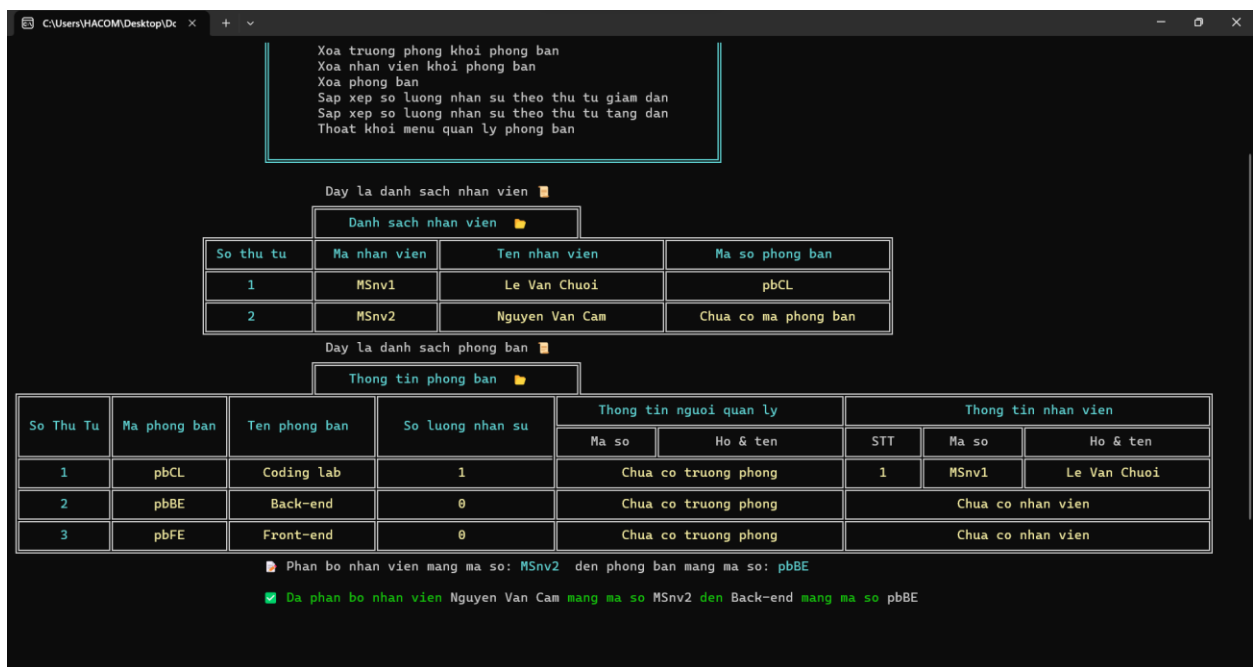 C:\Users\HACOM\Desktop\Dc
Xoa truong phong khoi phong ban
Xoa nhan vien khoi phong ban
Xoa phong ban
Sap xep so luong nhan su theo thu tu giam dan
Sap xep so luong nhan su theo thu tu tang dan
Thoat khoi menu quan ly phong ban
Day la danh sach nhan vien
Danh sach nhan vien
So thu tu Ma nhan vien Ten nhan vien Ma so phong ban
1 MSnv1 Le Van Chuoi pbCL
2 MSnv2 Nguyen Van Cam Chua co ma phong ban
Day la danh sach phong ban
Thong tin phong ban
So Thu Tu Ma phong ban Ten phong ban So luong nhan su Thong tin nguoi quan ly Thong tin nhan vien
Ma so Ho & ten STT Ma so Ho & ten
1 pbCL Coding lab 1 Chua co truong phong 1 MSnv1 Le Van Chuoi
2 pbBE Back-end 0 Chua co truong phong Chua co nhan vien
3 pbFE Front-end 0 Chua co truong phong Chua co nhan vien
Phan bo nhan vien mang ma so: MSnv2 den phong ban mang ma so: pbBE
Da phan bo nhan vien Nguyen Van Cam mang ma so MSnv2 den Back-end mang ma so pbBE